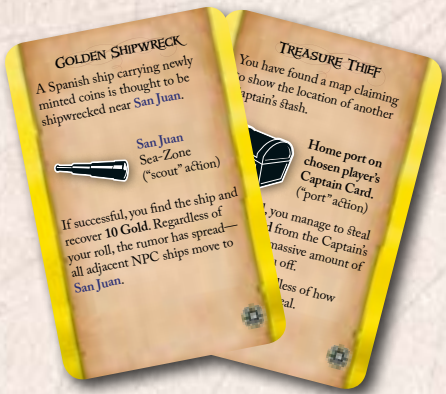 Golden Shipwreck
A Spanish ship carrying newly
minted coins is thought to be
shipwrecked near San Juan.
San Juan
Sea-Zone
("scout" action)
If successful, you find the ship and
recover 10 Gold. Regardless of
your roll, the rumor has spread—
all adjacent NPC ships move to
San Juan.
Treasure Thief
You have found a map claiming
to show the location of another
Captain's stash.
Home port on
chosen player's
Captain Card.
("port" action)
you manage to steal
from the Captain's
massive amount of
off.
of how